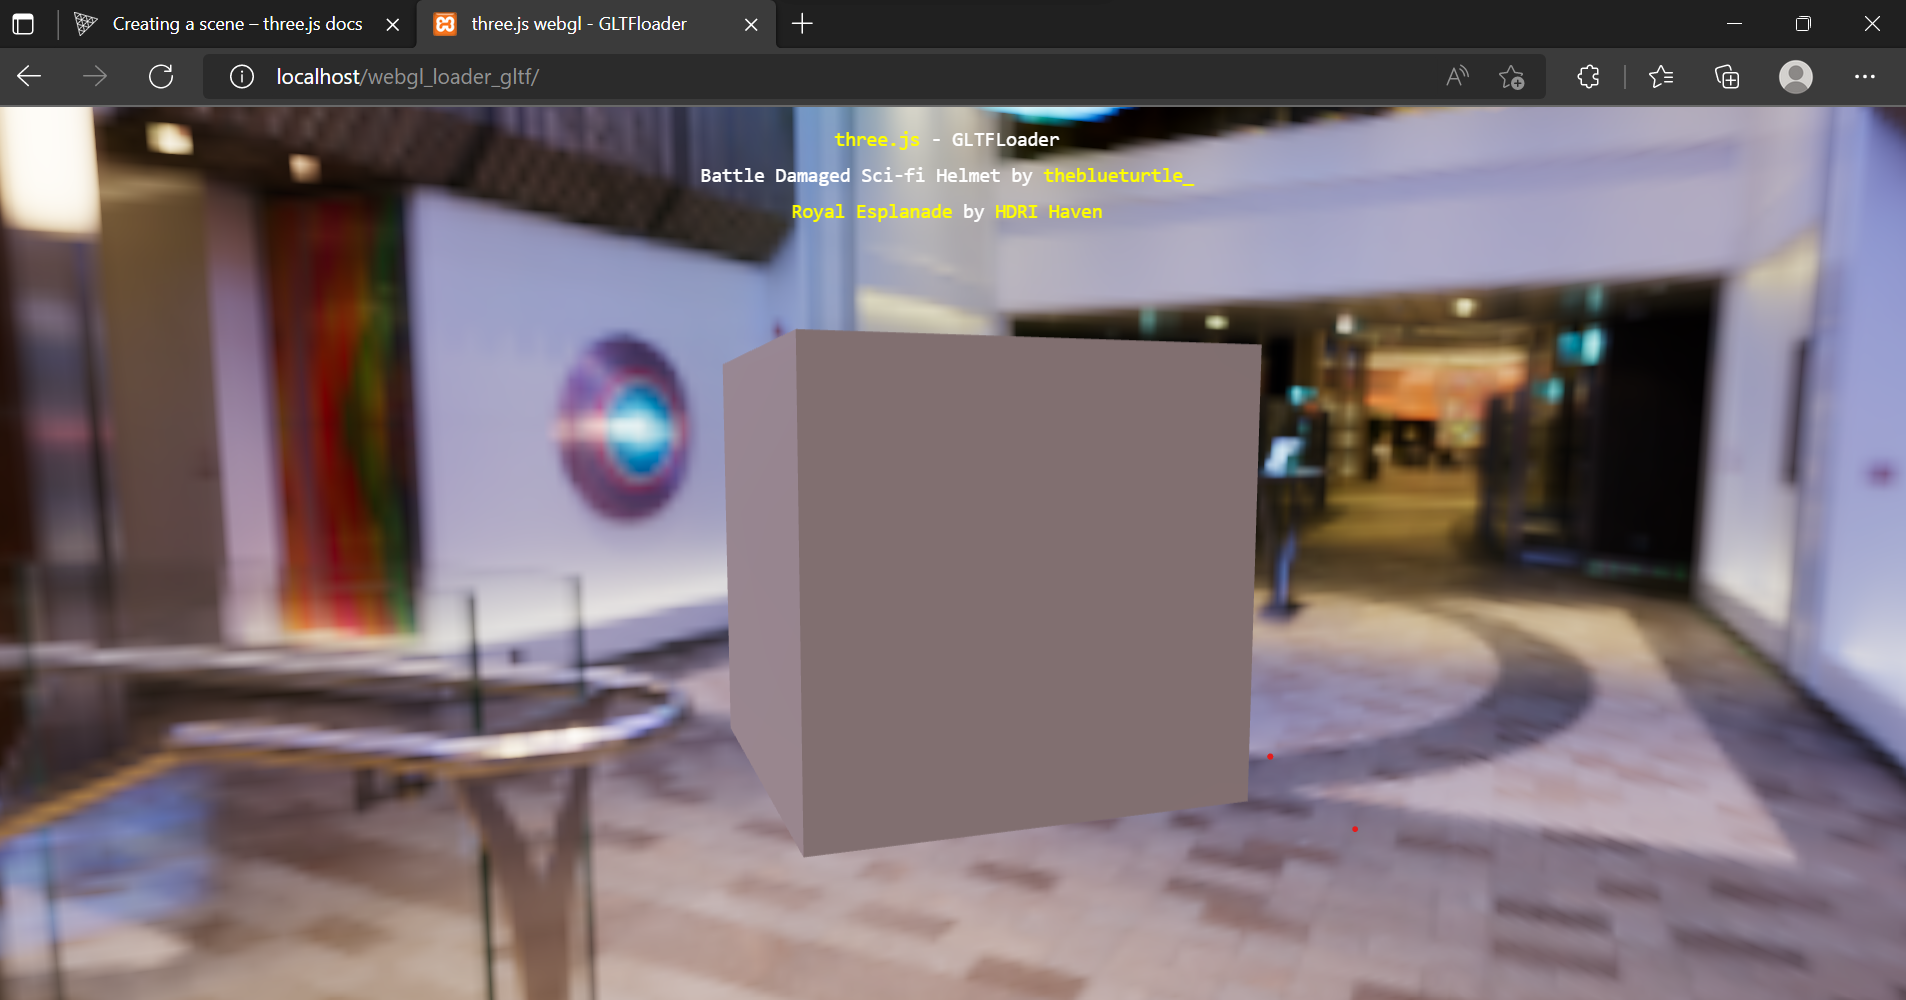 Creating a scene – three.js docs
three.js webgl - GLTFloader
localhost/webgl_loader_gltf/
three.js - GLTFLoader
Battle Damaged Sci-fi Helmet by theblueturtle_
Royal Esplanade by HDRI Haven